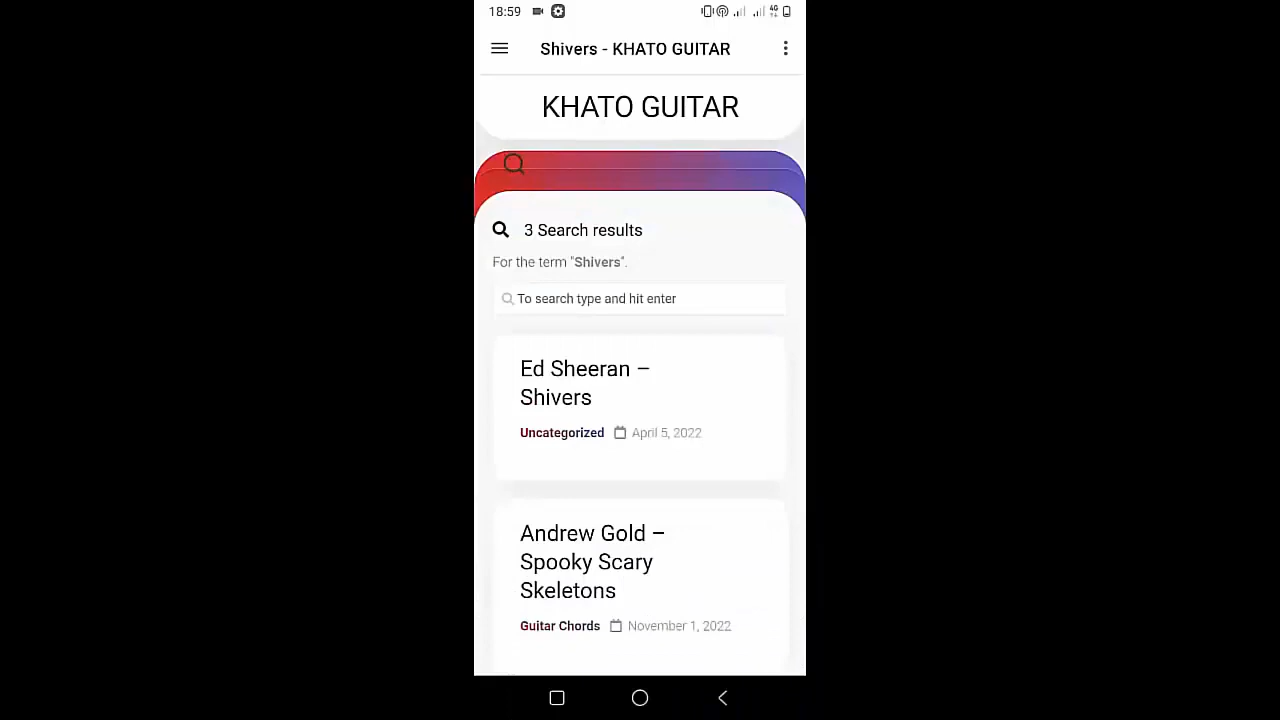 18:59
4G
Shivers - KHATO GUITAR
KHATO GUITAR
3 Search results
For the term "Shivers".
To search type and hit enter
Ed Sheeran –
Shivers
Uncategorized April 5, 2022
Andrew Gold –
Spooky Scary
Skeletons
Guitar Chords November 1, 2022